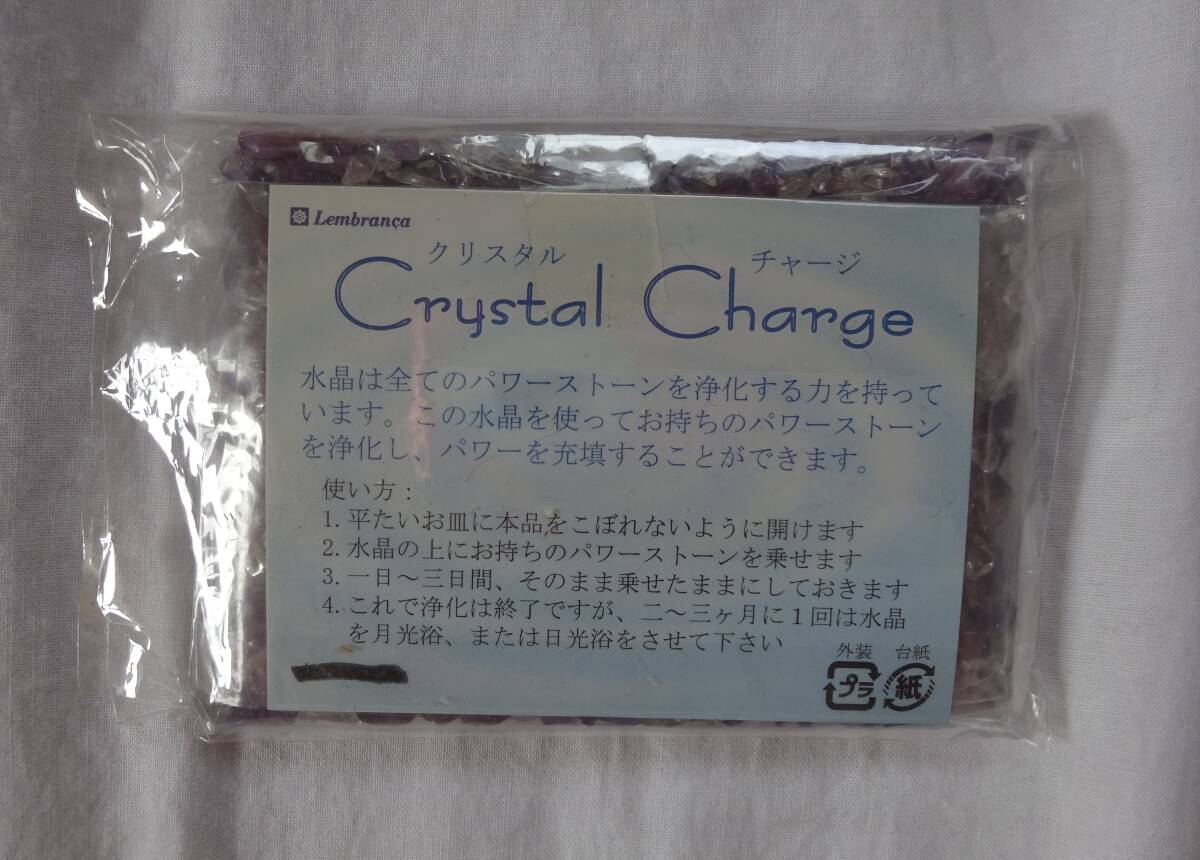 Lembrança
クリスタル チャージ
Crystal Charge
水晶は全てのパワーストーンを浄化する力を持って
います。この水晶を使ってお持ちのパワーストーン
を浄化し、パワーを充填することができます。
使い方：
1. 平たいお皿に本品をこぼれないように開けます
2. 水晶の上にお持ちのパワーストーンを乗せます
3. 一日～三日間、そのまま乗せたままにしておきます
4. これで浄化は終了ですが、二～三ヶ月に１回は水晶
を月光浴、または日光浴をさせて下さい
外装 台紙
プラ 紙